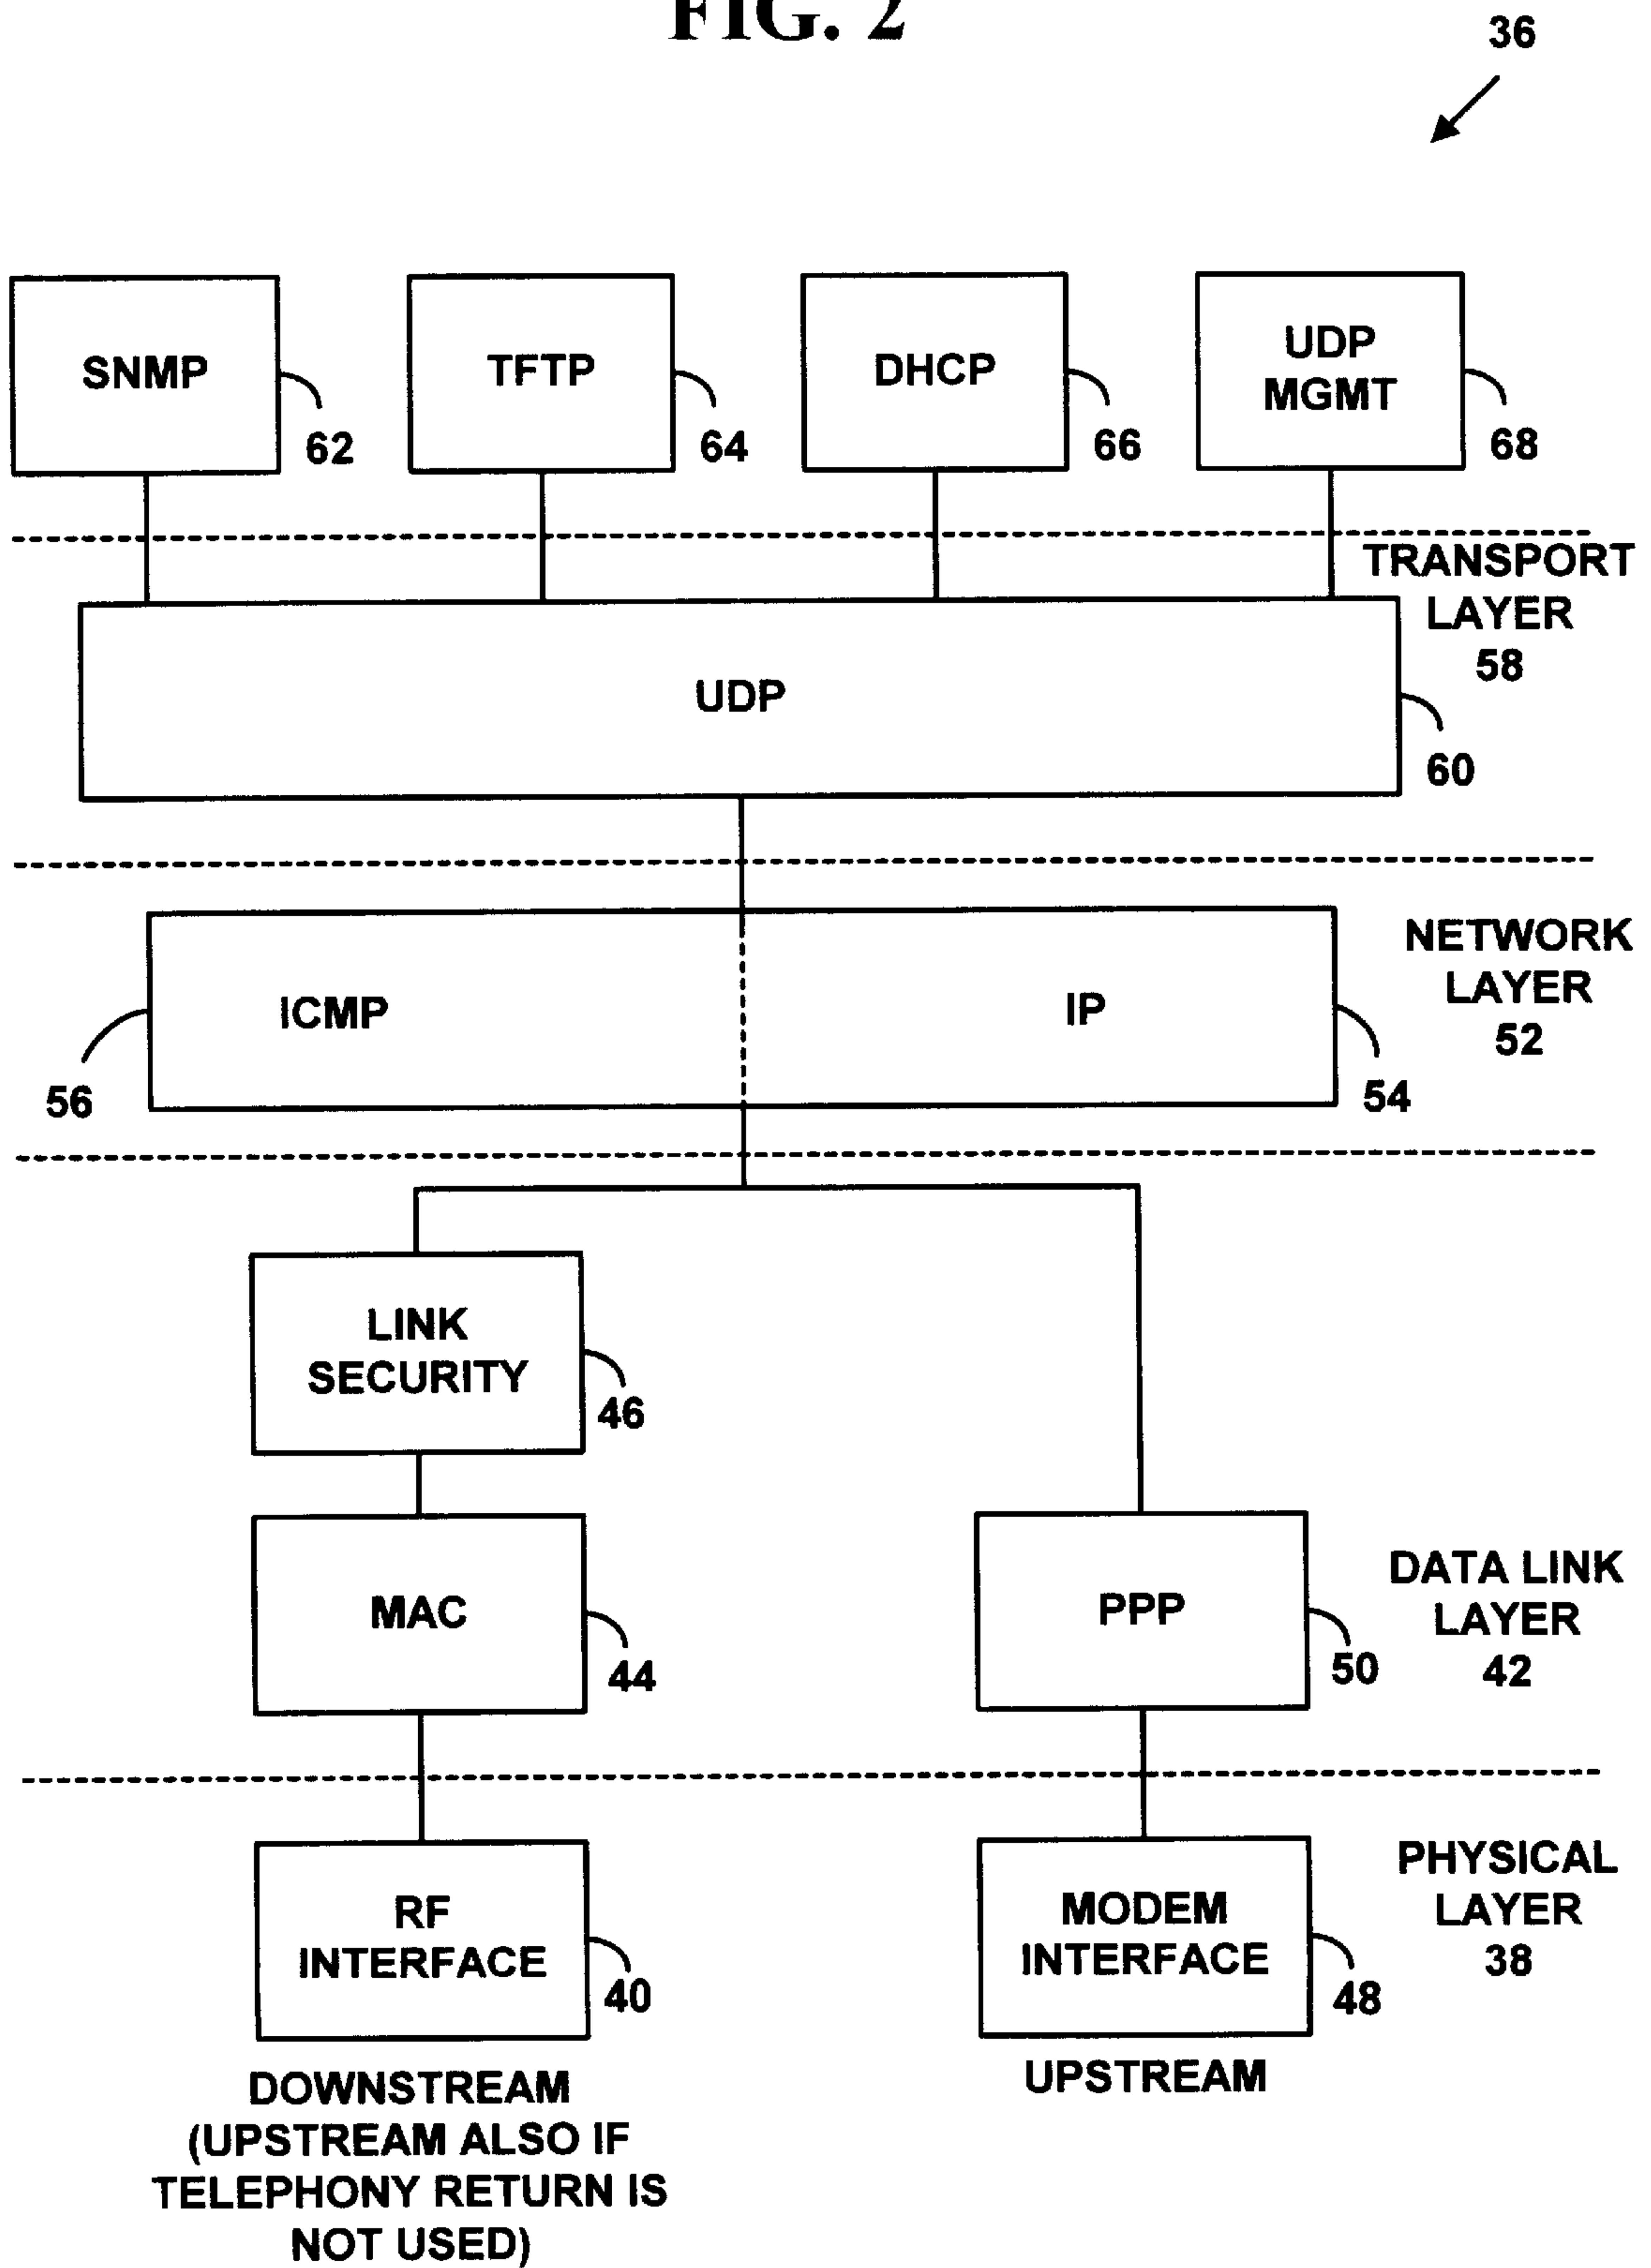 FIG. 2
36
SNMP
62
TFTP
64
DHCP
66
UDP
MGMT
68
TRANSPORT
LAYER
58
UDP
60
NETWORK
LAYER
52
ICMP
56
IP
54
LINK
SECURITY
46
MAC
44
PPP
50
DATA LINK
LAYER
42
RF
INTERFACE
40
MODEM
INTERFACE
48
PHYSICAL
LAYER
38
DOWNSTREAM
(UPSTREAM ALSO IF
TELEPHONY RETURN IS
NOT USED)
UPSTREAM